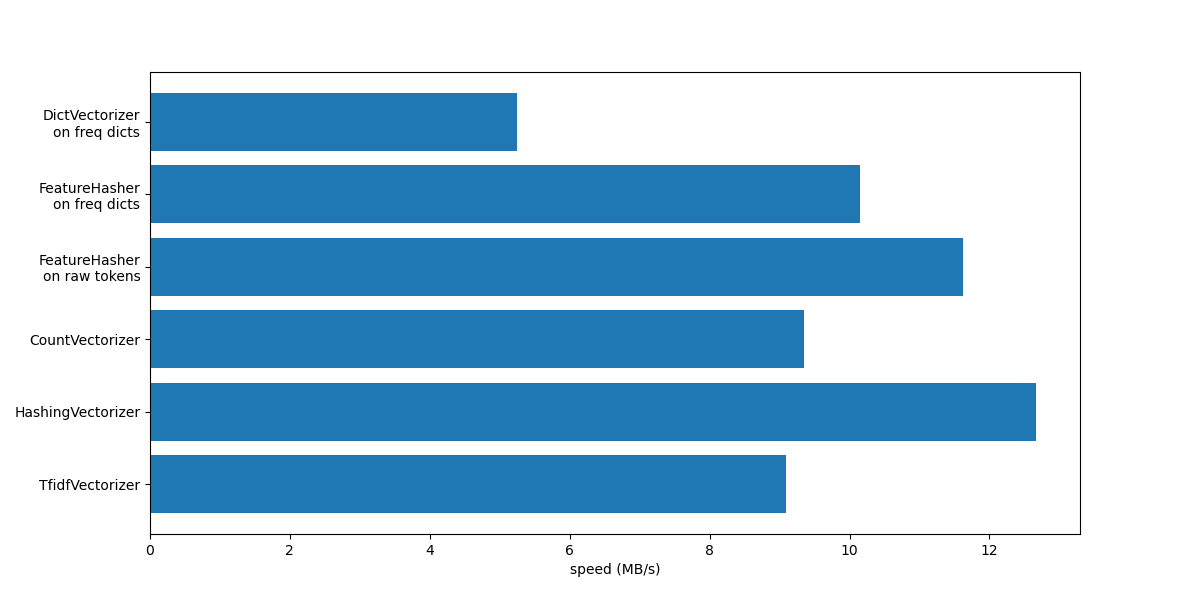 DictVectorizer
on freq dicts
FeatureHasher
on freq dicts
FeatureHasher
on raw tokens
CountVectorizer
HashingVectorizer
TfidfVectorizer
0 2 4 6 8 10 12
speed (MB/s)